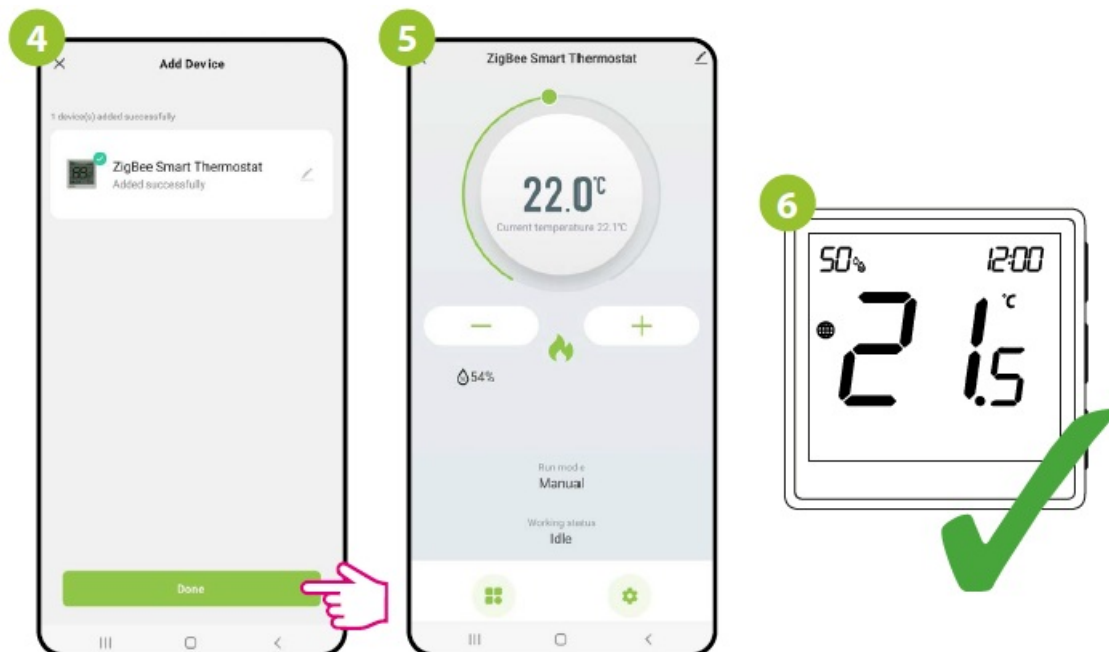 4
Add Device
1 device(s) added successfully
ZigBee Smart Thermostat
Added successfully
Done
5
ZigBee Smart Thermostat
22.0°C
Current temperature 22.1°C
54%
Run mode
Manual
Working status
Idle
6
50% 12:00
21.5 °C